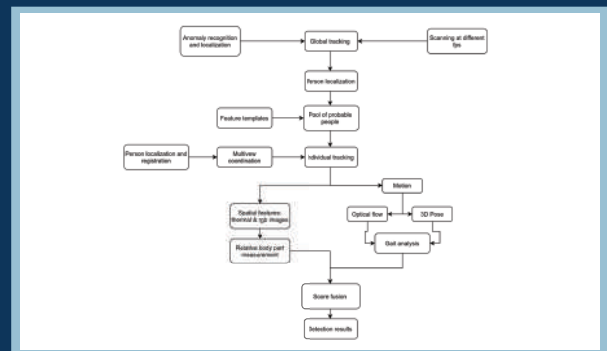 Anomaly recognition
and localization
Global tracking
Scanning at different
fps
Person localization
Feature templates
Pool of probable
people
Person localization and
registration
Multiview
coordination
Individual tracking
Motion
Spatial features:
thermal & rgb images
Optical flow
3D Pose
Relative body part
measurement
Gait analysis
Score fusion
Detection results